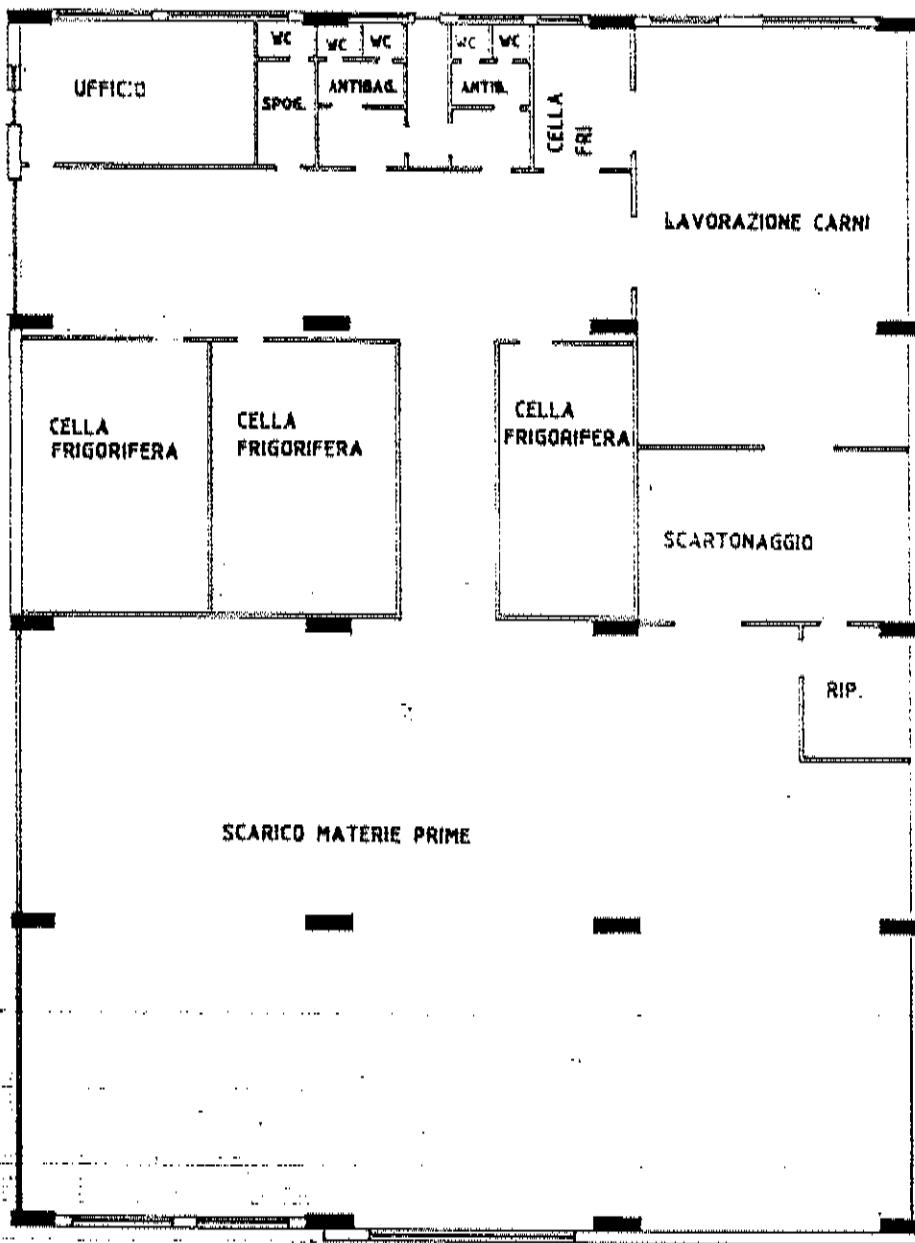 WC
WC
WC
WC
WC
UFFICIO
SPOG.
ANTIBAG.
ANTIB.
CELLA
FRI
LAVORAZIONE CARNI
CELLA
FRIGORIFERA
CELLA
FRIGORIFERA
CELLA
FRIGORIFERA
SCARTONAGGIO
RIP.
SCARICO MATERIE PRIME